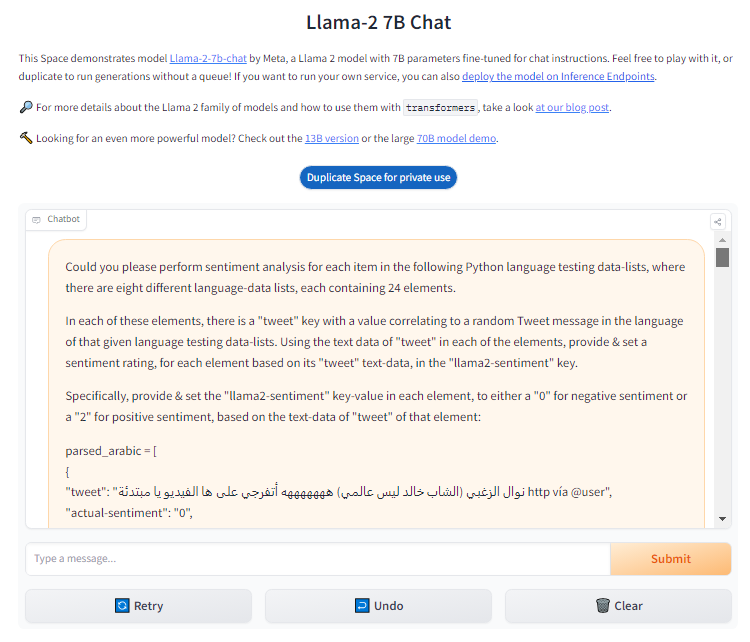 Llama-2 7B Chat
This Space demonstrates model Llama-2-7b-chat by Meta, a Llama 2 model with 7B parameters fine-tuned for chat instructions. Feel free to play with it, or
duplicate to run generations without a queue! If you want to run your own service, you can also deploy the model on Inference Endpoints.
🔎 For more details about the Llama 2 family of models and how to use them with transformers, take a look at our blog post.
🔨 Looking for an even more powerful model? Check out the 13B version or the large 70B model demo.
Duplicate Space for private use
Chatbot
Could you please perform sentiment analysis for each item in the following Python language testing data-lists, where
there are eight different language-data lists, each containing 24 elements.
In each of these elements, there is a "tweet" key with a value correlating to a random Tweet message in the language
of that given language testing data-lists. Using the text data of "tweet" in each of the elements, provide & set a
sentiment rating, for each element based on its "tweet" text-data, in the "llama2-sentiment" key.
Specifically, provide & set the "llama2-sentiment" key-value in each element, to either a "0" for negative sentiment or
a "2" for positive sentiment, based on the text-data of "tweet" of that element:
parsed_arabic = [
{
"tweet": "نوال الزغبي (الشاب خالد ليس عالمي) هههههههه أتفرجي على ها الفيديو يا مبتدئة http vía @user",
"actual-sentiment": "0",
Type a message...
Submit
Retry
Undo
Clear